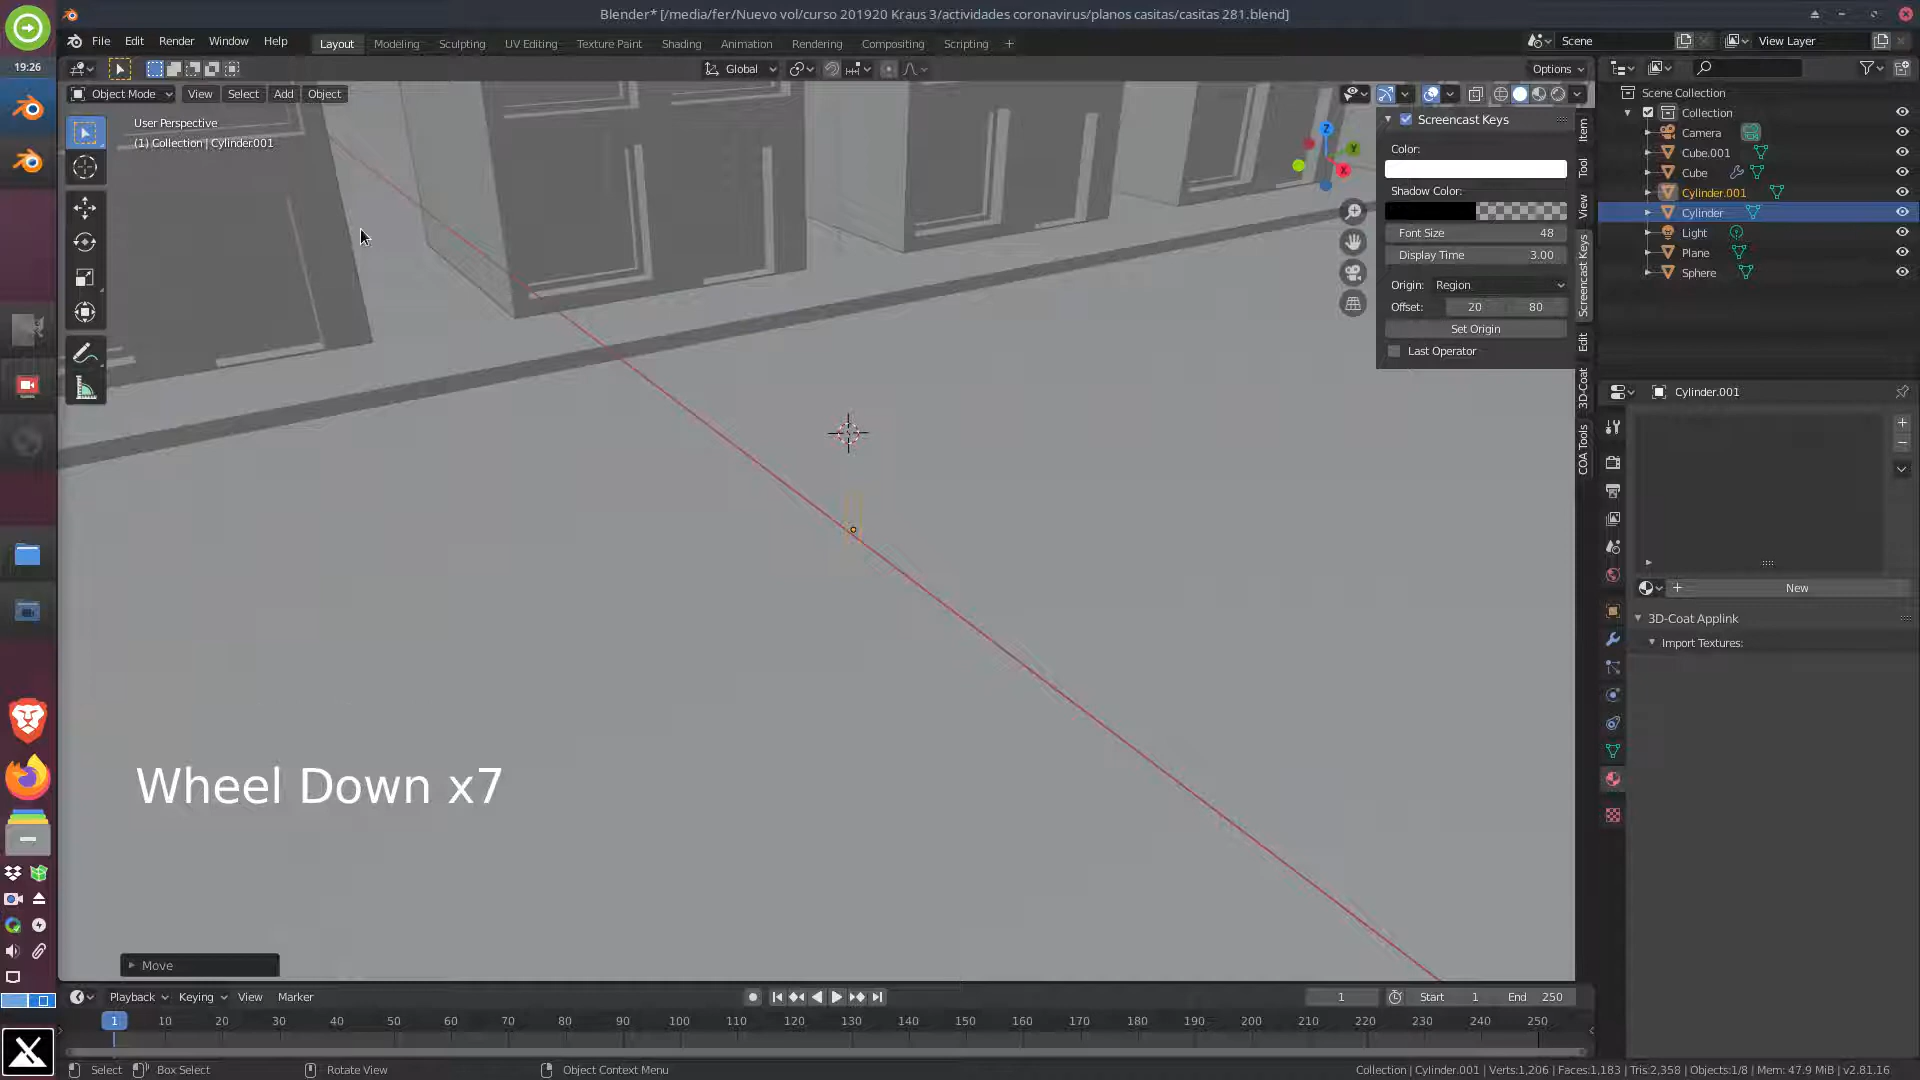 Blender* [/media/fer/Nuevo vol/curso 201920 Kraus 3/actividades coronavirus/planos casitas/casitas 281.blend]
19:26
File Edit Render Window Help
Layout Modeling Sculpting UV Editing Texture Paint Shading Animation Rendering Compositing Scripting +
Scene View Layer
Global Options
Object Mode View Select Add Object
User Perspective
(1) Collection | Cylinder.001
Z
Y
X
Screencast Keys
Color:
Shadow Color:
Font Size 48
Display Time 3.00
Origin: Region
Offset: 20 80
Set Origin
Last Operator
Item
Tool
View
Screencast Keys
Edit
3D-Coat
COA Tools
Scene Collection
Collection
Camera
Cube.001
Cube
Cylinder.001
Cylinder
Light
Plane
Sphere
Cylinder.001
New
3D-Coat Applink
Import Textures:
Wheel Down x7
Move
Playback Keying View Marker
1 Start 1 End 250
1 10 20 30 40 50 60 70 80 90 100 110 120 130 140 150 160 170 180 190 200 210 220 230 240 250
Select Box Select Rotate View Object Context Menu
Collection | Cylinder.001 | Verts:1,206 | Faces:1,183 | Tris:2,358 | Objects:1/8 | Mem: 47.9 MiB | v2.81.16